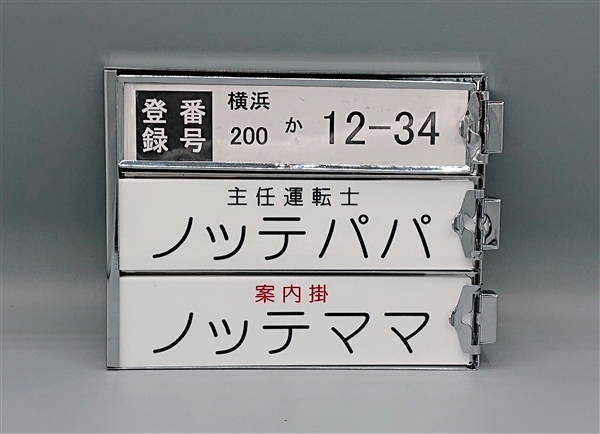 登録番号 横浜 200 か 12-34
主任運転士
ノッテパパ
案内掛
ノッテママ